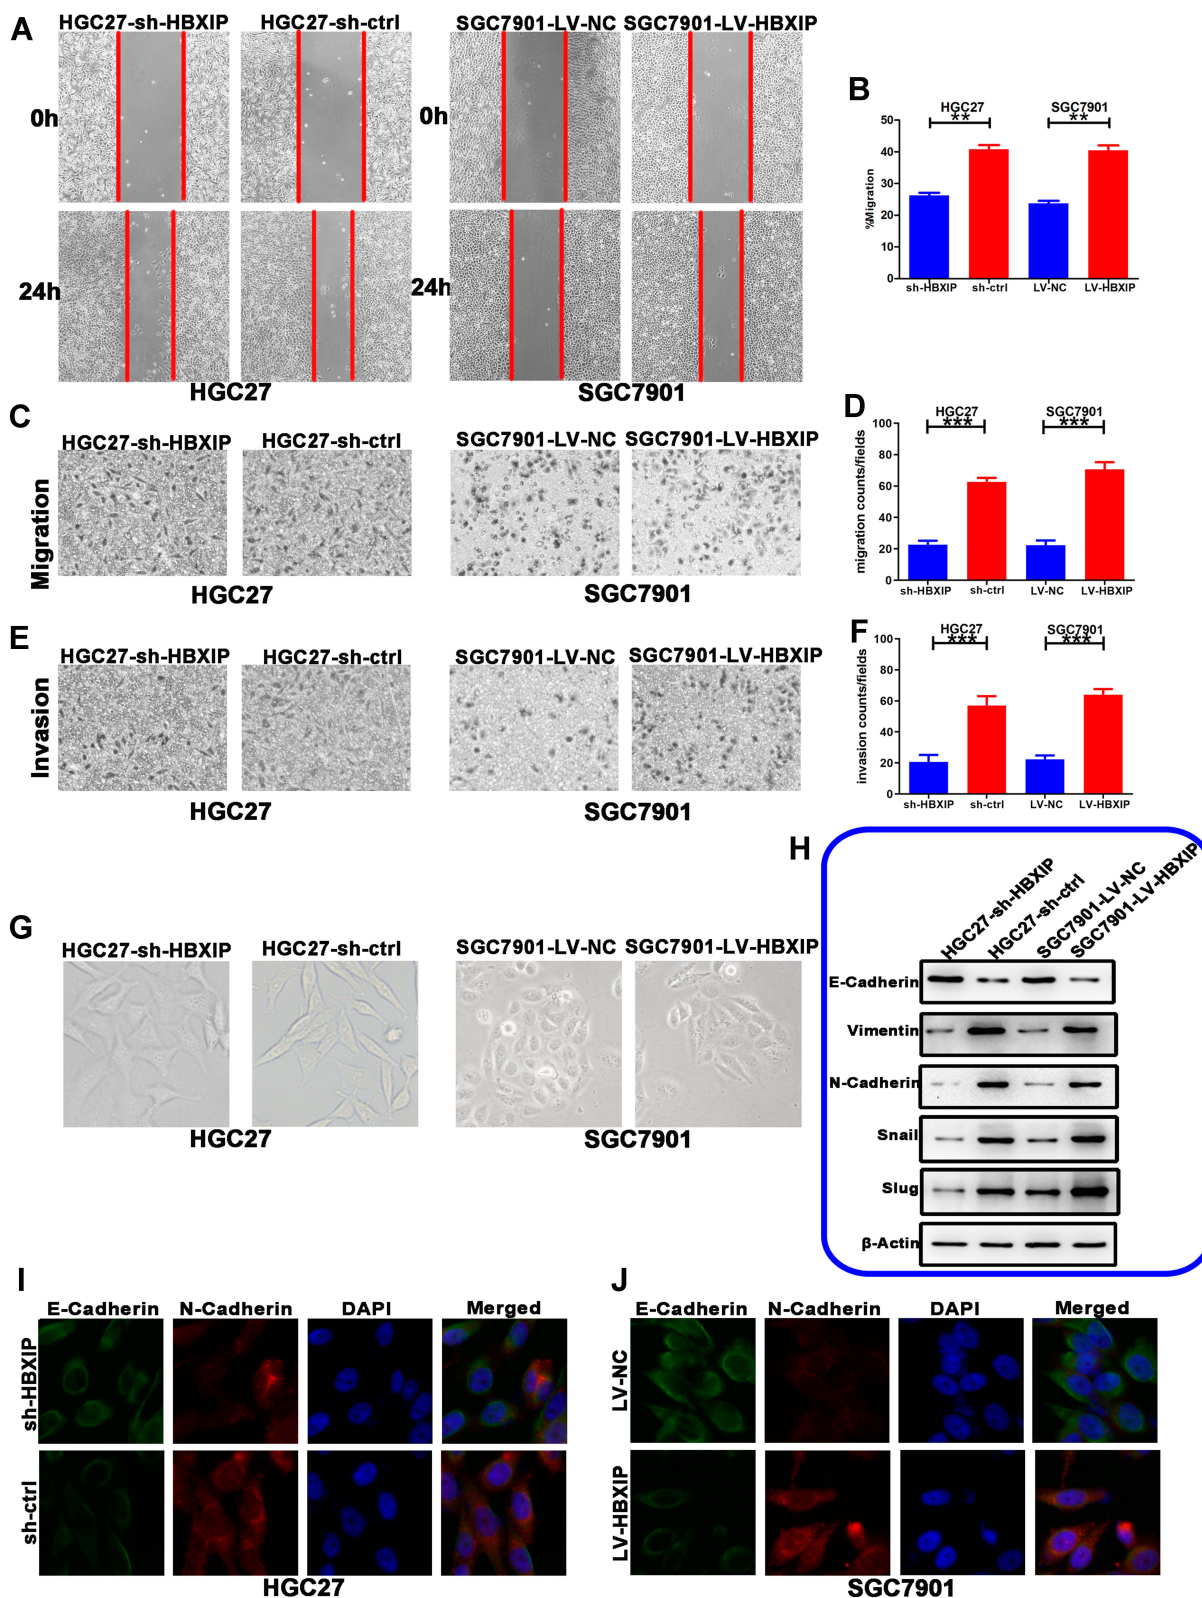 A
HGC27-sh-HBXIP
HGC27-sh-ctrl
SGC7901-LV-NC
SGC7901-LV-HBXIP
0h
0h
24h
24h
HGC27
SGC7901
B
HGC27
SGC7901
**
**
%Migration
50
40
30
20
10
0
sh-HBXIP
sh-ctrl
LV-NC
LV-HBXIP
C
HGC27-sh-HBXIP
HGC27-sh-ctrl
SGC7901-LV-NC
SGC7901-LV-HBXIP
Migration
HGC27
SGC7901
D
HGC27
SGC7901
***
***
migration counts/fields
100
80
60
40
20
0
sh-HBXIP
sh-ctrl
LV-NC
LV-HBXIP
E
HGC27-sh-HBXIP
HGC27-sh-ctrl
SGC7901-LV-NC
SGC7901-LV-HBXIP
Invasion
HGC27
SGC7901
F
HGC27
SGC7901
***
***
invasion counts/fields
100
80
60
40
20
0
sh-HBXIP
sh-ctrl
LV-NC
LV-HBXIP
G
HGC27-sh-HBXIP
HGC27-sh-ctrl
SGC7901-LV-NC
SGC7901-LV-HBXIP
HGC27
SGC7901
H
HGC27-sh-HBXIP
HGC27-sh-ctrl
SGC7901-LV-NC
SGC7901-LV-HBXIP
E-Cadherin
Vimentin
N-Cadherin
Snail
Slug
β-Actin
I
E-Cadherin
N-Cadherin
DAPI
Merged
sh-HBXIP
sh-ctrl
HGC27
J
E-Cadherin
N-Cadherin
DAPI
Merged
LV-NC
LV-HBXIP
SGC7901